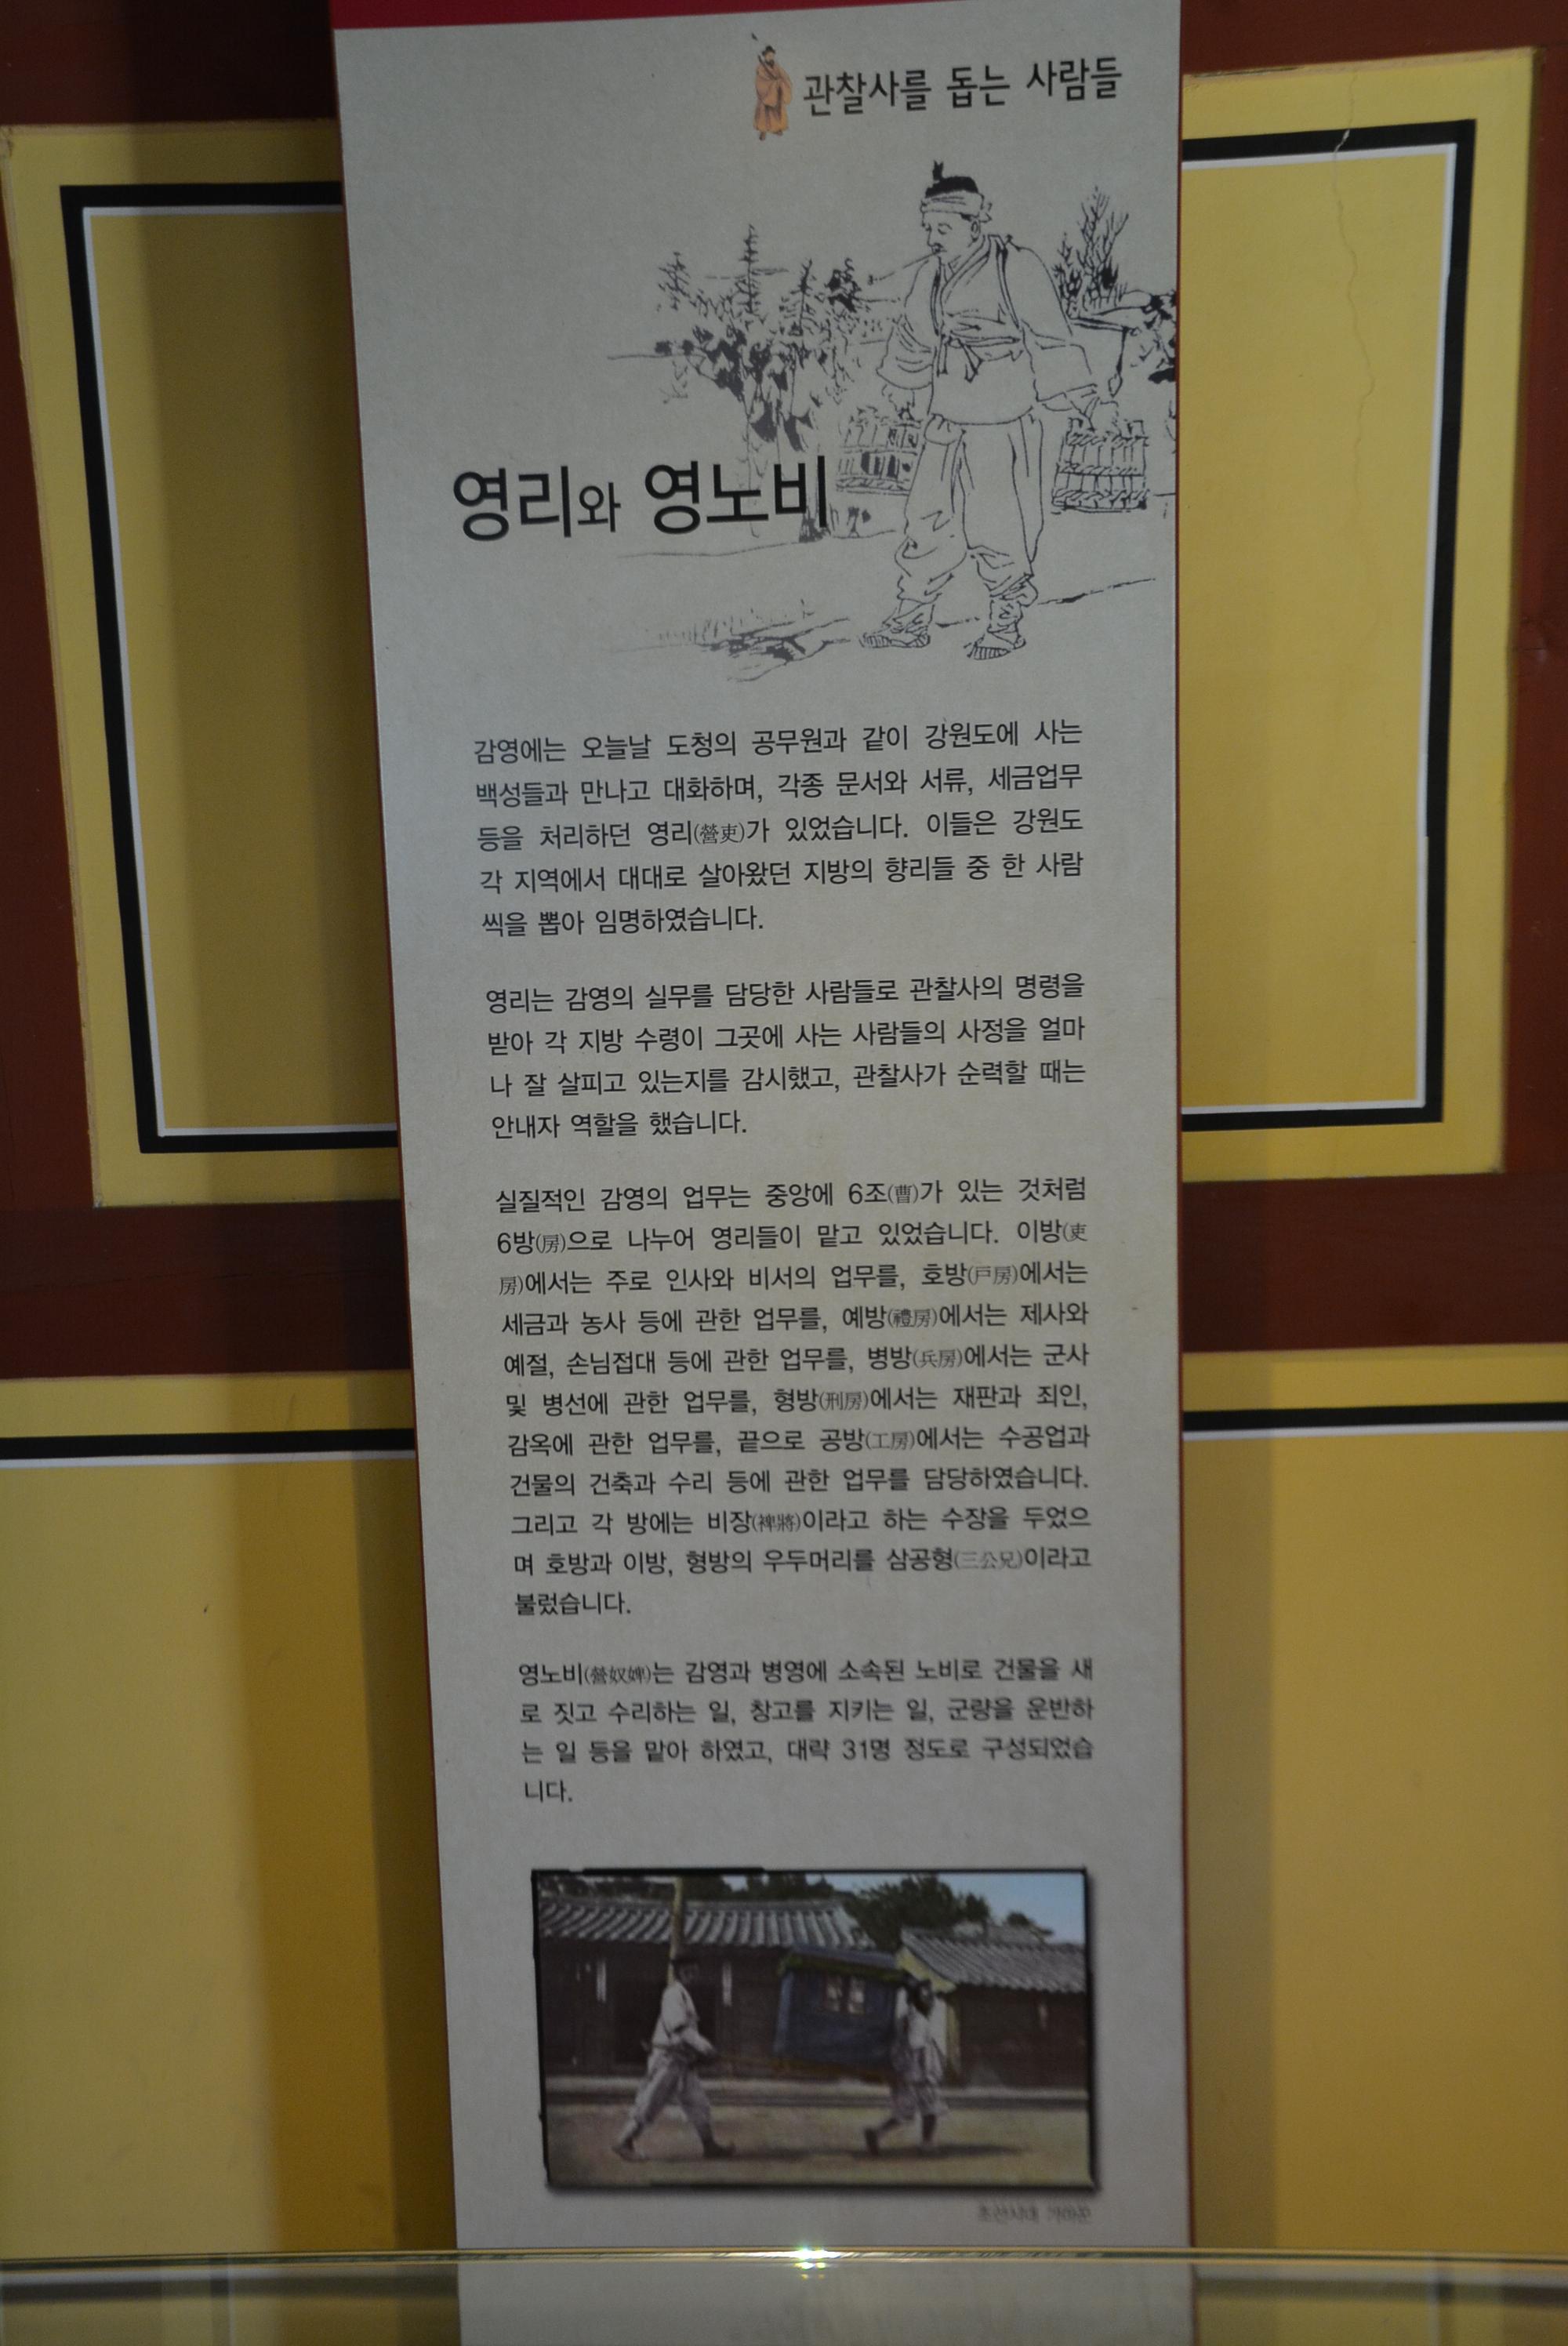 관찰사를 돕는 사람들
영리와 영노비
감영에는 오늘날 도청의 공무원과 같이 강원도에 사는
백성들과 만나고 대화하며, 각종 문서와 서류, 세금업무
등을 처리하던 영리(營吏)가 있었습니다. 이들은 강원도
각 지역에서 대대로 살아왔던 지방의 향리들 중 한 사람
씩을 뽑아 임명하였습니다.
영리는 감영의 실무를 담당한 사람들로 관찰사의 명령을
받아 각 지방 수령이 그곳에 사는 사람들의 사정을 얼마
나 잘 살피고 있는지를 감시했고, 관찰사가 순력할 때는
안내자 역할을 했습니다.
실질적인 감영의 업무는 중앙에 6조(曹)가 있는 것처럼
6방(房)으로 나누어 영리들이 맡고 있었습니다. 이방(吏
房)에서는 주로 인사와 비서의 업무를, 호방(戶房)에서는
세금과 농사 등에 관한 업무를, 예방(禮房)에서는 제사와
예절, 손님접대 등에 관한 업무를, 병방(兵房)에서는 군사
및 병선에 관한 업무를, 형방(刑房)에서는 재판과 죄인,
감옥에 관한 업무를, 끝으로 공방(工房)에서는 수공업과
건물의 건축과 수리 등에 관한 업무를 담당하였습니다.
그리고 각 방에는 비장(裨將)이라고 하는 수장을 두었으
며 호방과 이방, 형방의 우두머리를 삼공형(三公兄)이라고
불렀습니다.
영노비(營奴婢)는 감영과 병영에 소속된 노비로 건물을 새
로 짓고 수리하는 일, 창고를 지키는 일, 군량을 운반하
는 일 등을 맡아 하였고, 대략 31명 정도로 구성되었습
니다.
조선시대 가마꾼